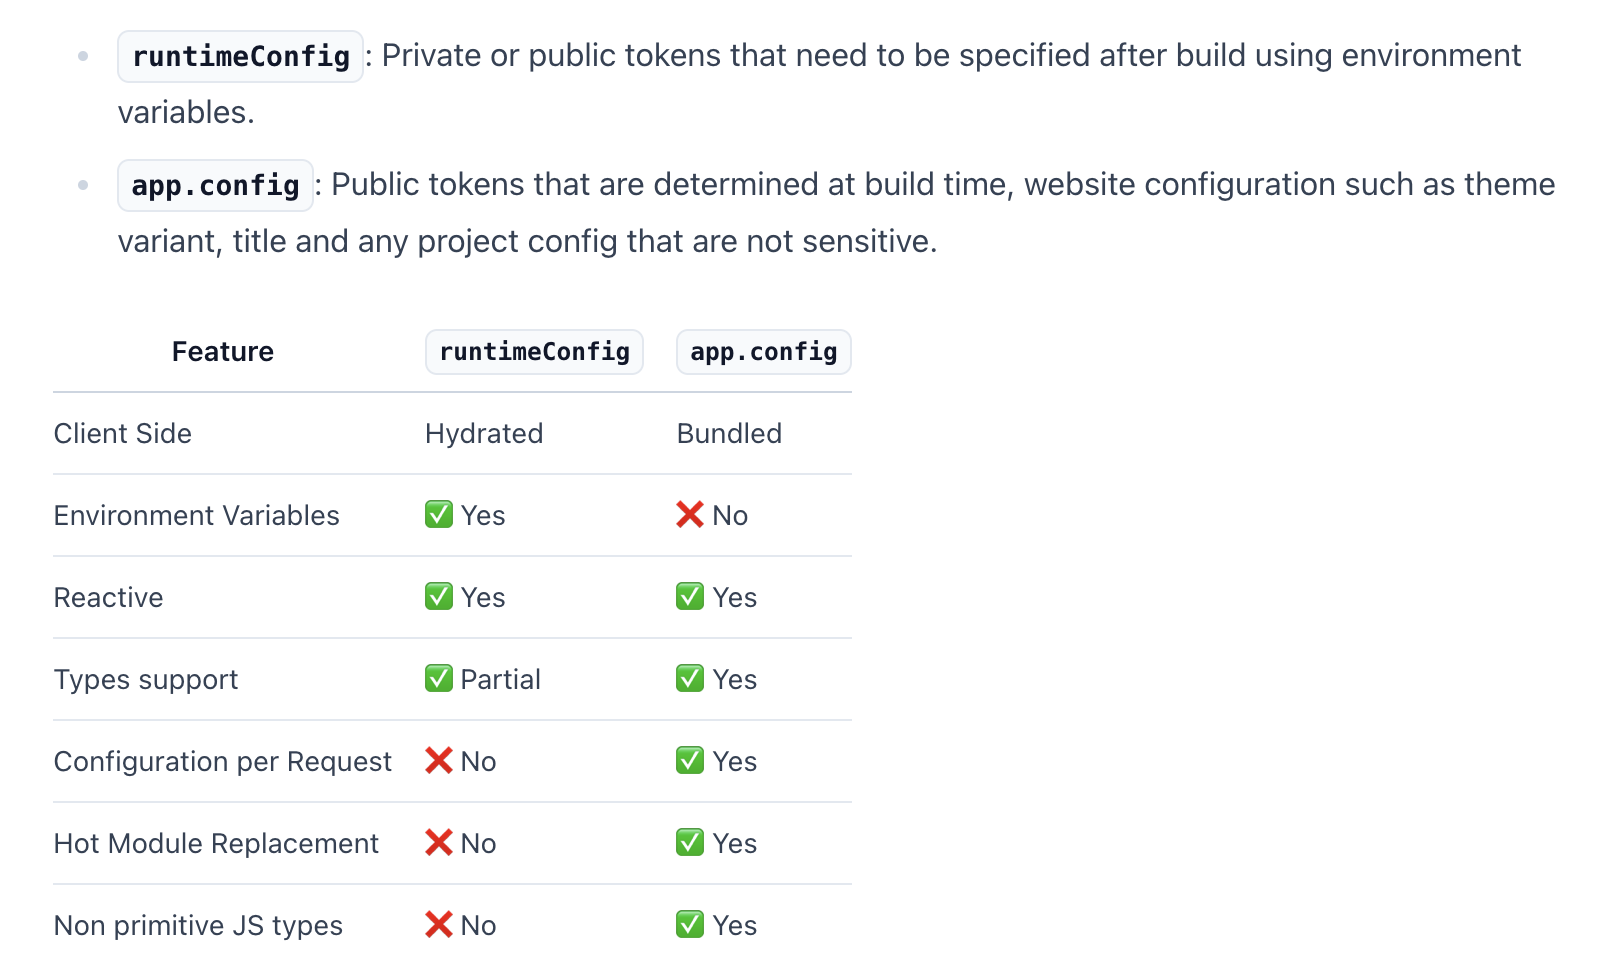 runtimeConfig: Private or public tokens that need to be specified after build using environment
variables.
app.config: Public tokens that are determined at build time, website configuration such as theme
variant, title and any project config that are not sensitive.
Feature runtimeConfig app.config
Client Side Hydrated Bundled
Environment Variables ✅ Yes ❌ No
Reactive ✅ Yes ✅ Yes
Types support ✅ Partial ✅ Yes
Configuration per Request ❌ No ✅ Yes
Hot Module Replacement ❌ No ✅ Yes
Non primitive JS types ❌ No ✅ Yes